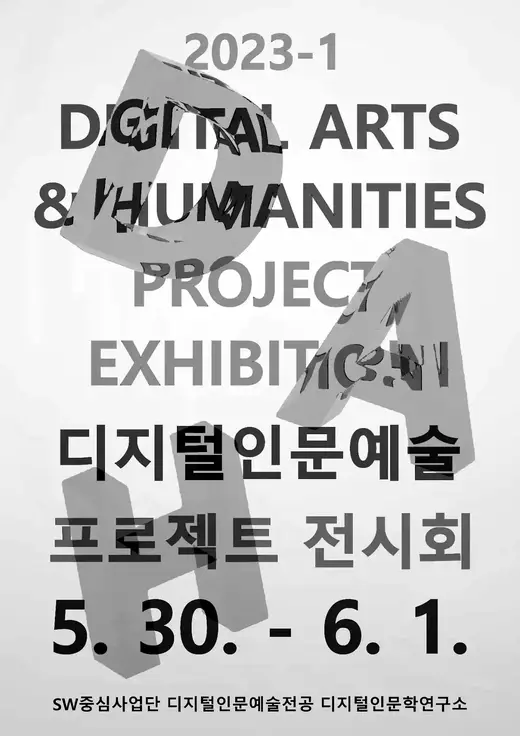 2023-1
DIGITAL ARTS
& HUMANITIES
PROJECT
EXHIBITION
디지털인문예술
프로젝트 전시회
5. 30. - 6. 1.
SW중심사업단 디지털인문예술전공 디지털인문학연구소
D
A
H